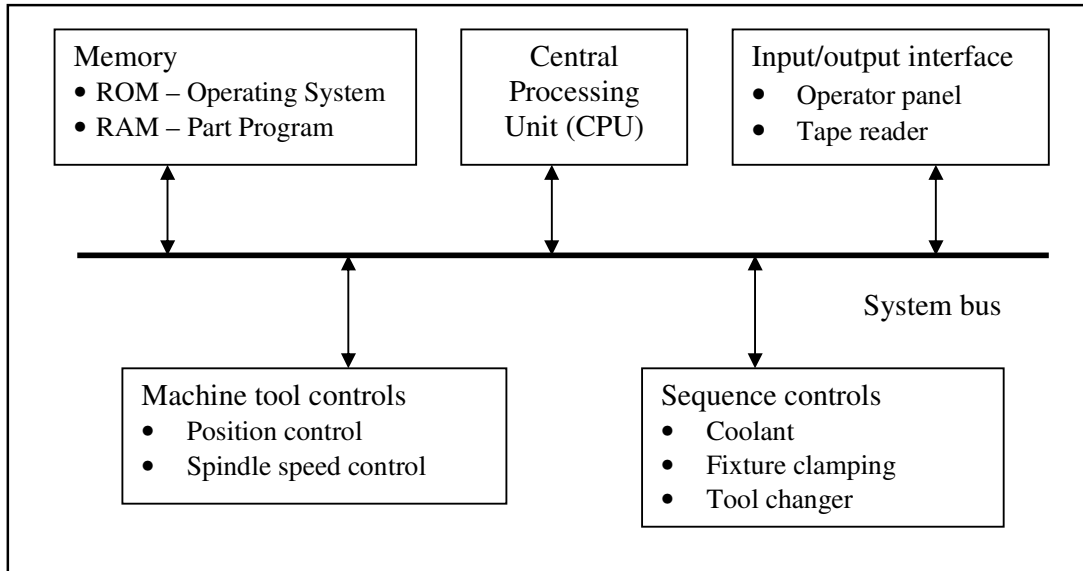 Memory
• ROM – Operating System
• RAM – Part Program
Central
Processing
Unit (CPU)
Input/output interface
• Operator panel
• Tape reader
System bus
Machine tool controls
• Position control
• Spindle speed control
Sequence controls
• Coolant
• Fixture clamping
• Tool changer